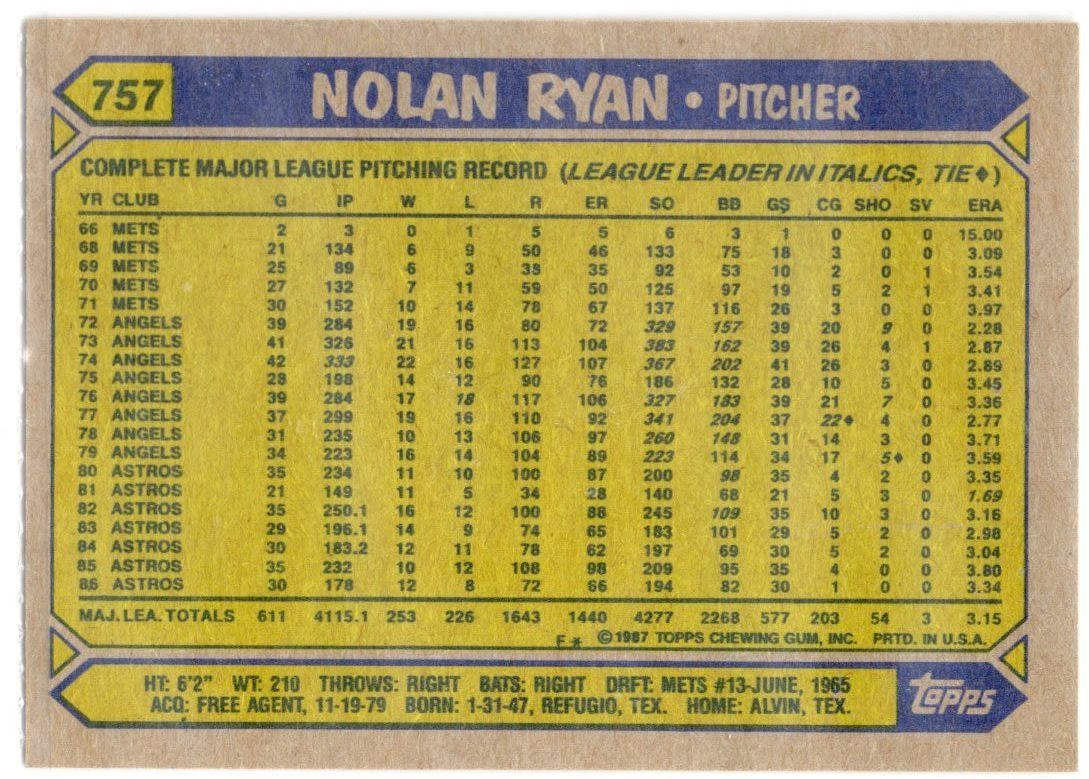 757 NOLAN RYAN • PITCHER
COMPLETE MAJOR LEAGUE PITCHING RECORD (LEAGUE LEADER IN ITALICS, TIE♦)
YR CLUB G IP W L R ER SO BB GS CG SHO SV ERA
66 METS 2 3 0 1 5 5 6 3 1 0 0 0 15.00
68 METS 21 134 6 9 50 46 133 75 18 3 0 0 3.09
69 METS 25 89 6 3 38 35 92 53 10 2 0 1 3.54
70 METS 27 132 7 11 59 50 125 97 19 5 2 1 3.41
71 METS 30 152 10 14 78 67 137 116 26 3 0 0 3.97
72 ANGELS 39 284 19 16 80 72 329 157 39 20 9 0 2.28
73 ANGELS 41 326 21 16 113 104 383 162 39 26 4 1 2.87
74 ANGELS 42 333 22 16 127 107 367 202 41 26 3 0 2.89
75 ANGELS 28 198 14 12 90 76 186 132 28 10 5 0 3.45
76 ANGELS 39 284 17 18 117 106 327 183 39 21 7 0 3.36
77 ANGELS 37 299 19 16 110 92 341 204 37 22♦ 4 0 2.77
78 ANGELS 31 235 10 13 106 97 260 148 31 14 3 0 3.71
79 ANGELS 34 223 16 14 104 89 223 114 34 17 5♦ 0 3.59
80 ASTROS 35 234 11 10 100 87 200 98 35 4 2 0 3.35
81 ASTROS 21 149 11 5 34 28 140 68 21 5 3 0 1.69
82 ASTROS 35 250.1 16 12 100 88 245 109 35 10 3 0 3.16
83 ASTROS 29 196.1 14 9 74 65 183 101 29 5 2 0 2.98
84 ASTROS 30 183.2 12 11 78 62 197 69 30 5 2 0 3.04
85 ASTROS 35 232 10 12 108 98 209 95 35 4 0 0 3.80
86 ASTROS 30 178 12 8 72 66 194 82 30 1 0 0 3.34
MAJ. LEA. TOTALS 611 4115.1 253 226 1643 1440 4277 2268 577 203 54 3 3.15
F* ©1987 TOPPS CHEWING GUM, INC. PRTD. IN U.S.A.
HT: 6'2" WT: 210 THROWS: RIGHT BATS: RIGHT DRFT: METS #13-JUNE, 1965
ACQ: FREE AGENT, 11-19-79 BORN: 1-31-47, REFUGIO, TEX. HOME: ALVIN, TEX.
topps